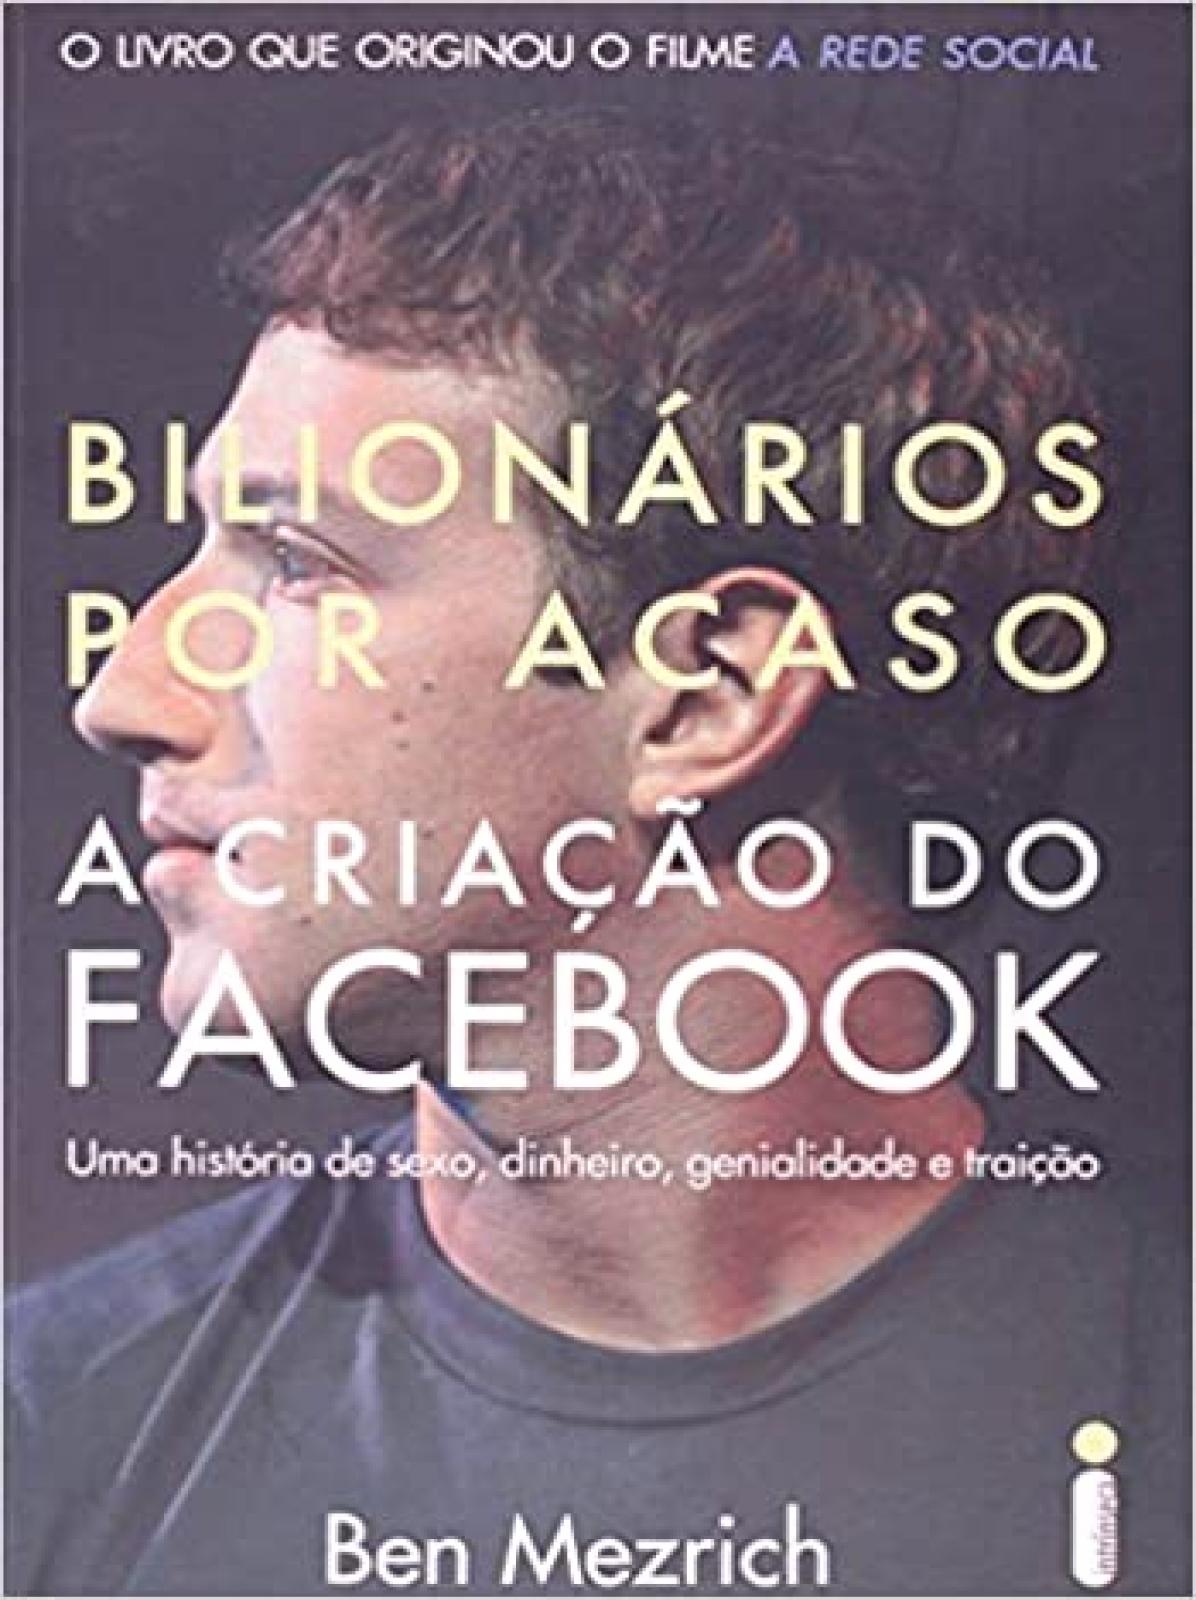 O LIVRO QUE ORIGINOU O FILME A REDE SOCIAL
BILIONÁRIOS
POR ACASO
A CRIAÇÃO DO
FACEBOOK
Uma história de sexo, dinheiro, genialidade e traição
Ben Mezrich
intrínseca